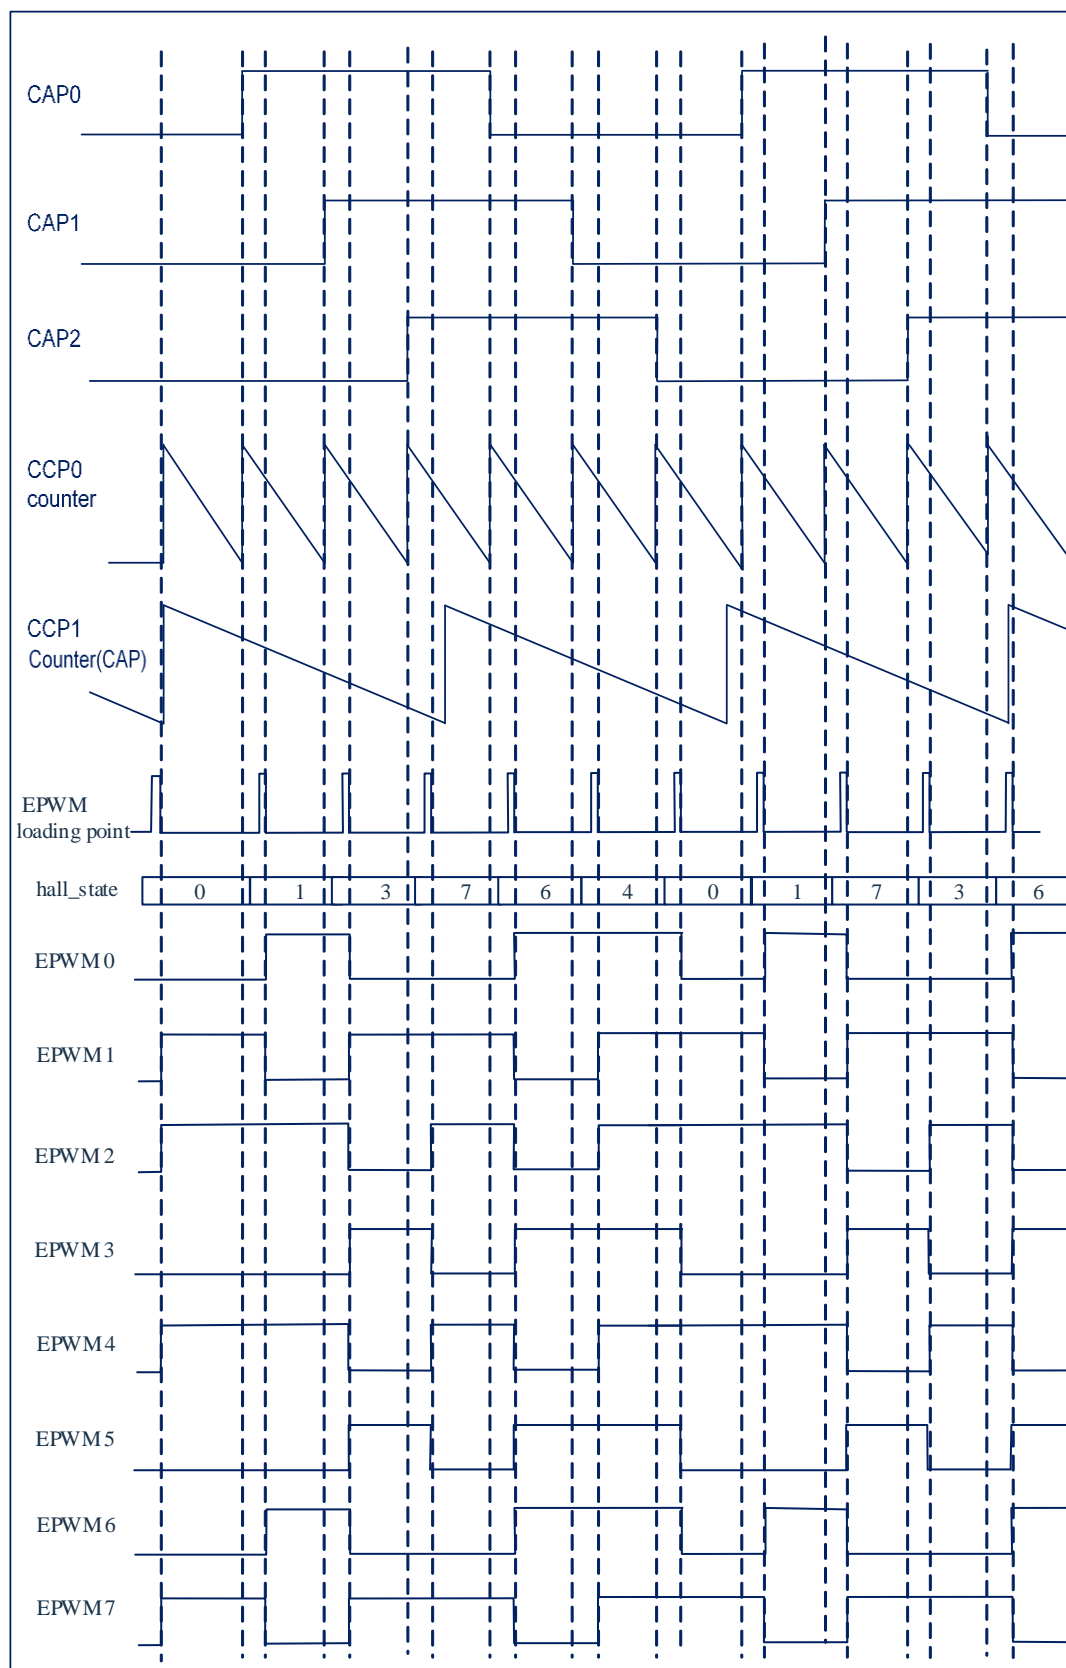 CAP0
CAP1
CAP2
CCP0
counter
CCP1
Counter(CAP)
EPWM
loading point
hall_state 0 1 3 7 6 4 0 1 7 3 6
EPWM0
EPWM1
EPWM2
EPWM3
EPWM4
EPWM5
EPWM6
EPWM7